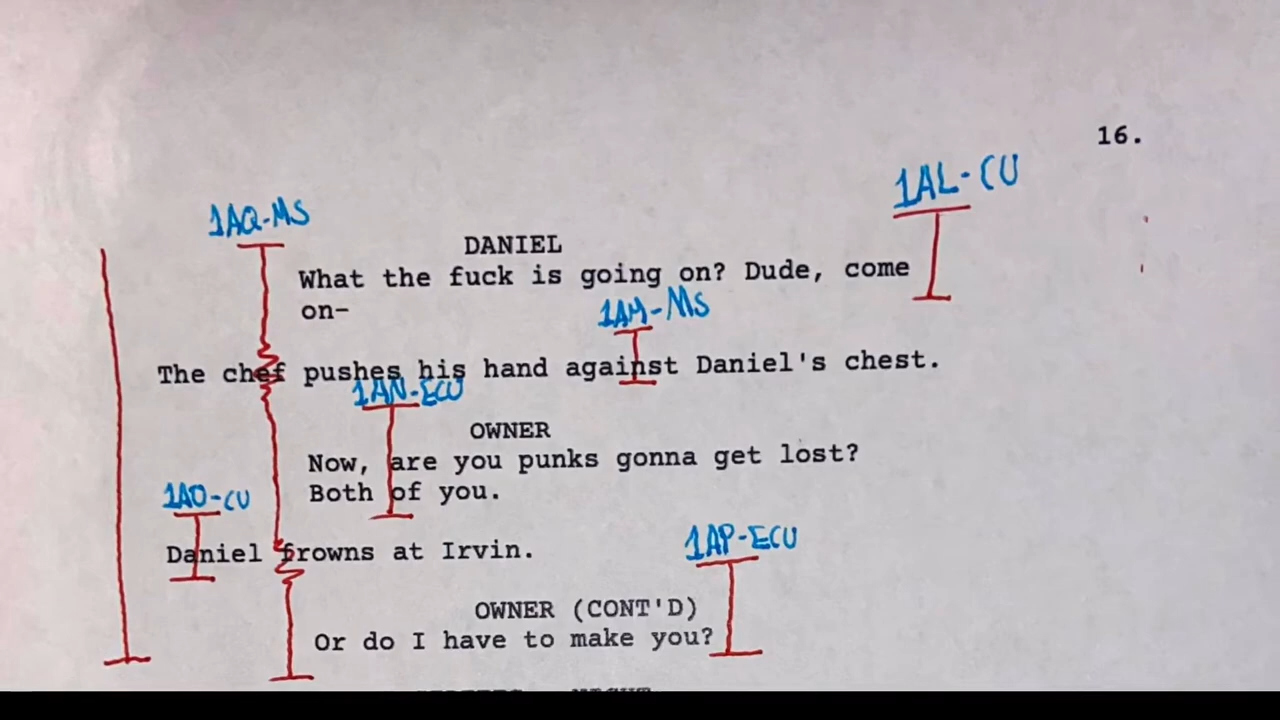 16.
1AL-CU
1AQ-MS
DANIEL
What the fuck is going on? Dude, come
on-
1AM-MS
The chef pushes his hand against Daniel's chest.
1AN-ECU
OWNER
Now, are you punks gonna get lost?
Both of you.
1AO-CU
Daniel frowns at Irvin.
1AP-ECU
OWNER (CONT'D)
Or do I have to make you?